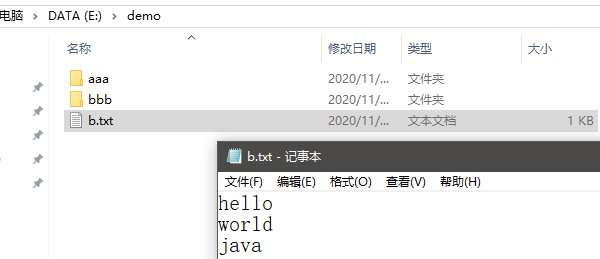 电脑 > DATA (E:) > demo
名称 修改日期 类型 大小
aaa 2020/11/... 文件夹
bbb 2020/11/... 文件夹
b.txt 2020/11/... 文本文档 1 KB
b.txt - 记事本
文件(F) 编辑(E) 格式(O) 查看(V) 帮助(H)
hello
world
java